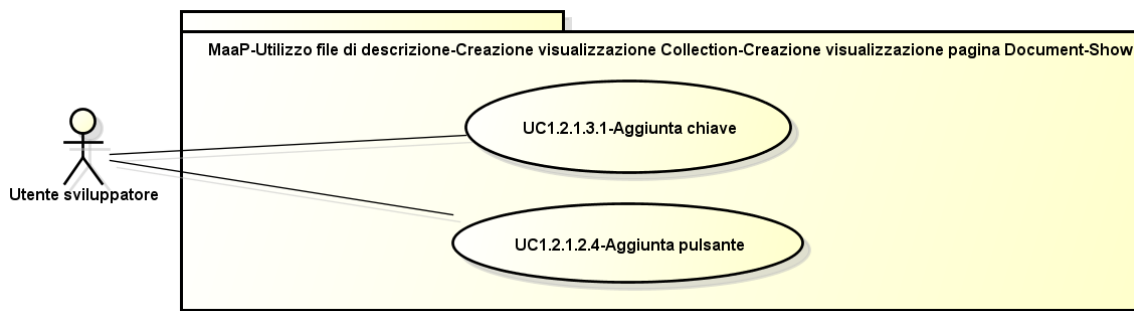 MaaP-Utilizzo file di descrizione-Creazione visualizzazione Collection-Creazione visualizzazione pagina Document-Show
UC1.2.1.3.1-Aggiunta chiave
Utente sviluppatore
UC1.2.1.2.4-Aggiunta pulsante